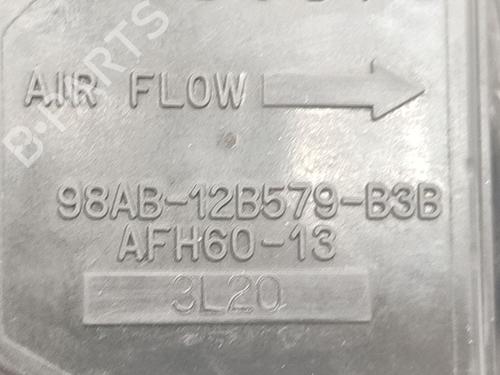 AIR FLOW
98AB-12B579-B3B
AFH60-13
3L20
B-PARTS